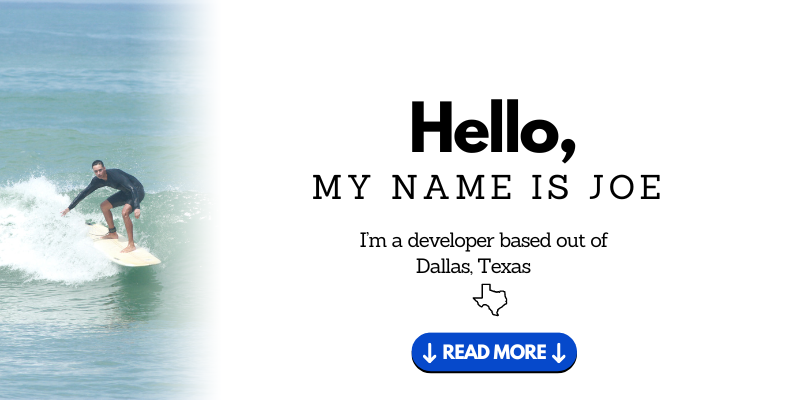 Hello,
MY NAME IS JOE
I'm a developer based out of
Dallas, Texas
↓ READ MORE ↓